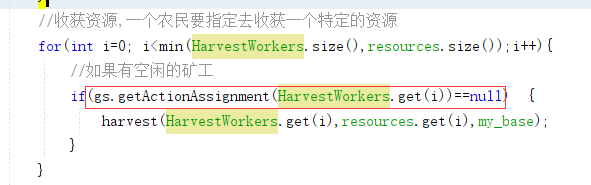 //收获资源,一个农民要指定去收获一个特定的资源
for(int i=0; i<min(HarvestWorkers.size(),resources.size());i++){
//如果有空闲的矿工
if(gs.getActionAssignment(HarvestWorkers.get(i))==null) {
harvest(HarvestWorkers.get(i),resources.get(i),my_base);
}
}